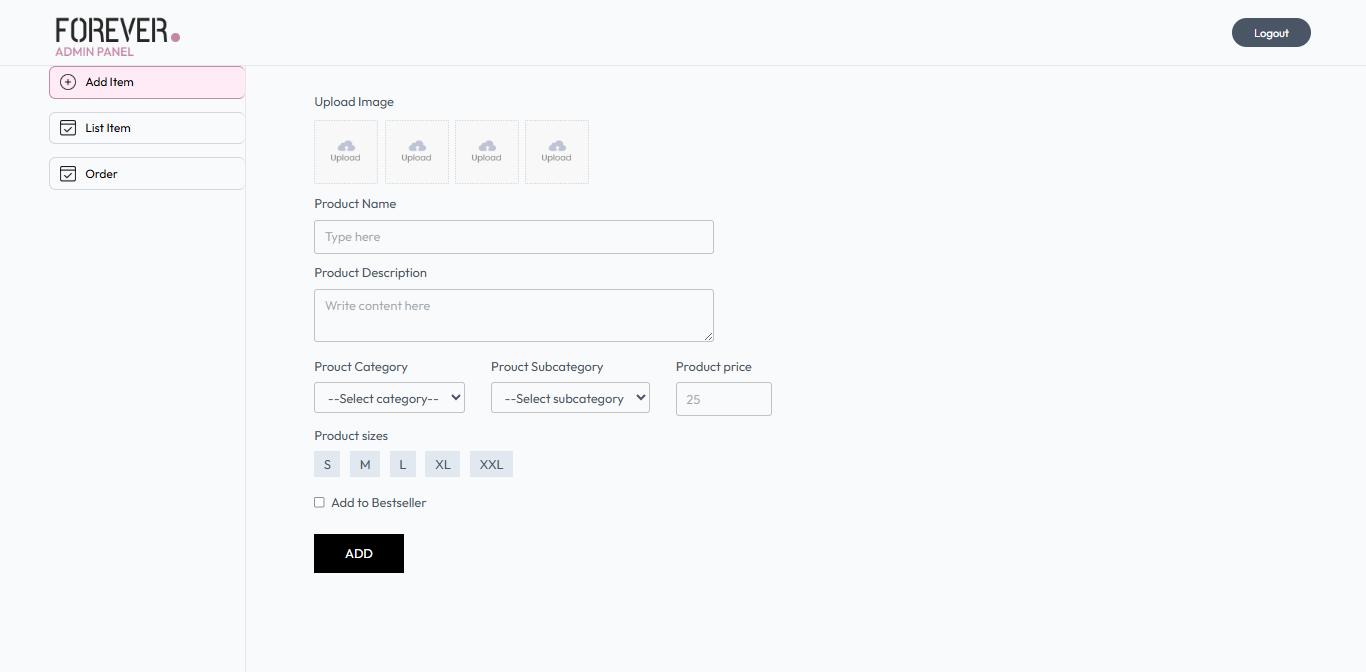 FOREVER.
ADMIN PANEL
Logout
Add Item
List Item
Order
Upload Image
Upload Upload Upload Upload
Product Name
Type here
Product Description
Write content here
Prouct Category Prouct Subcategory Product price
--Select category-- --Select subcategory 25
Product sizes
S M L XL XXL
Add to Bestseller
ADD